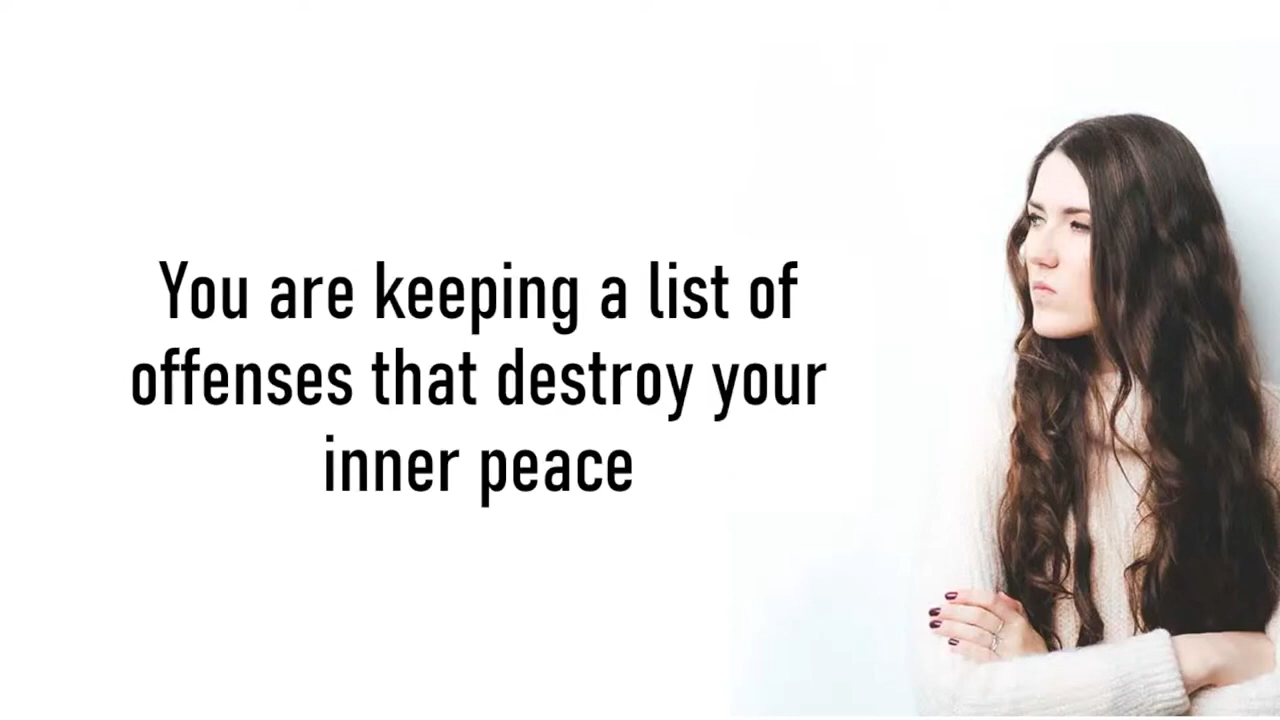 You are keeping a list of
offenses that destroy your
inner peace